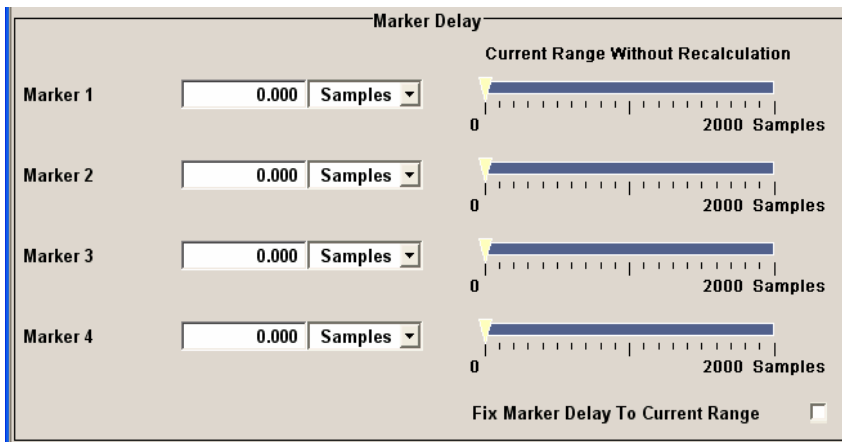 Marker Delay
Current Range Without Recalculation
Marker 1 0.000 Samples
0 2000 Samples
Marker 2 0.000 Samples
0 2000 Samples
Marker 3 0.000 Samples
0 2000 Samples
Marker 4 0.000 Samples
0 2000 Samples
Fix Marker Delay To Current Range